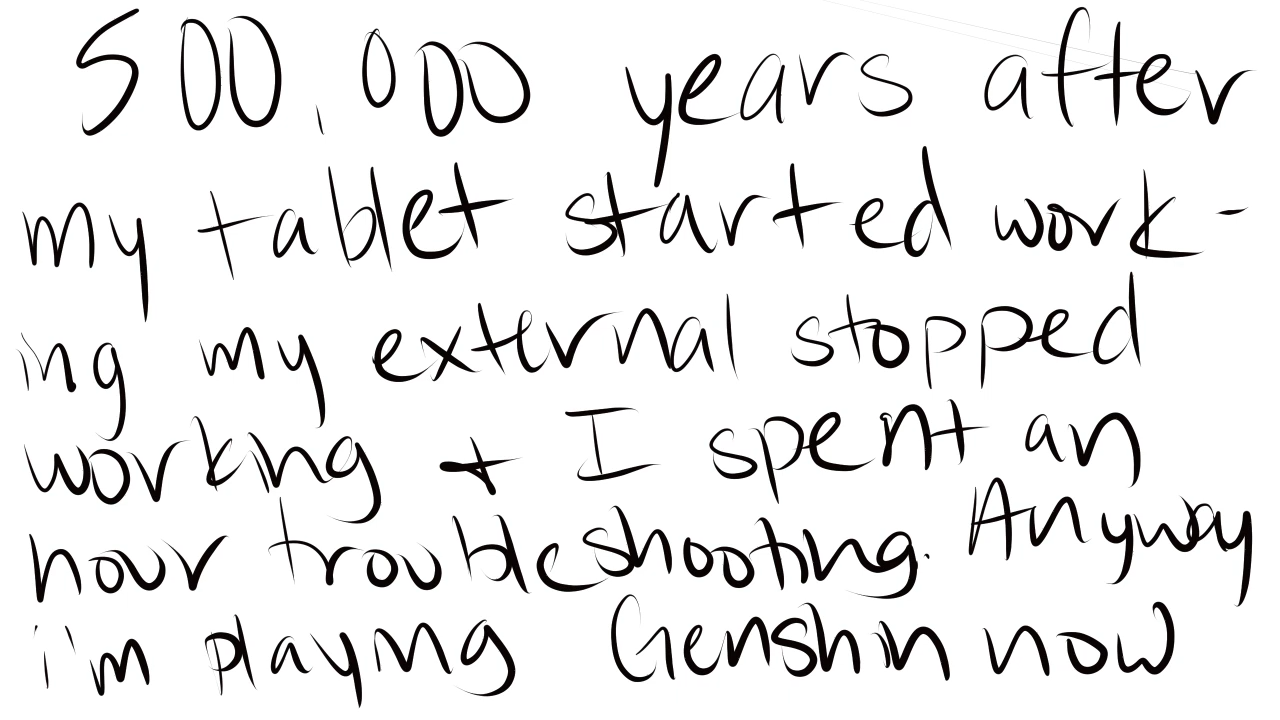 500,000 years after
my tablet started work-
ing my external stopped
working + I spent an
hour troubleshooting. Anyway
i'm playing Genshin now